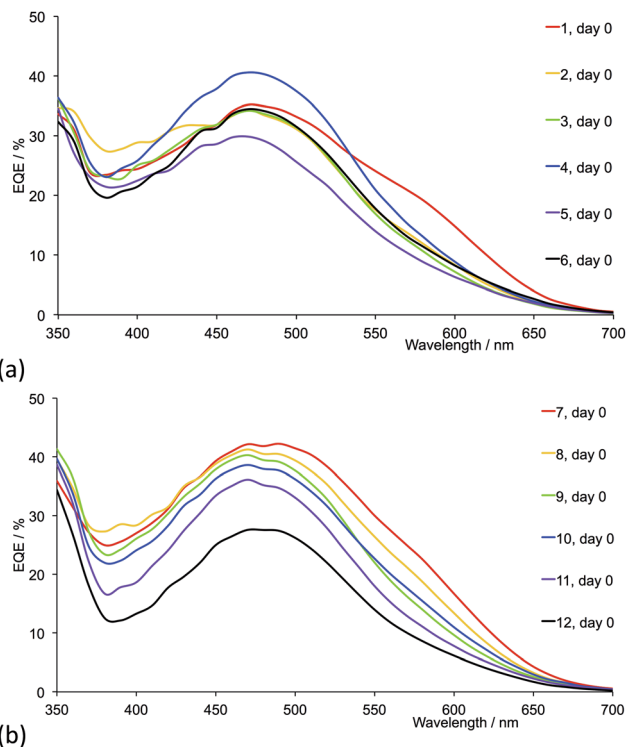 50
40
30
20
10
0
EQE / %
350 400 450 500 550 600 650 700
Wavelength / nm
1, day 0
2, day 0
3, day 0
4, day 0
5, day 0
6, day 0
(a)
50
40
30
20
10
0
EQE / %
350 400 450 500 550 600 650 700
Wavelength / nm
7, day 0
8, day 0
9, day 0
10, day 0
11, day 0
12, day 0
(b)